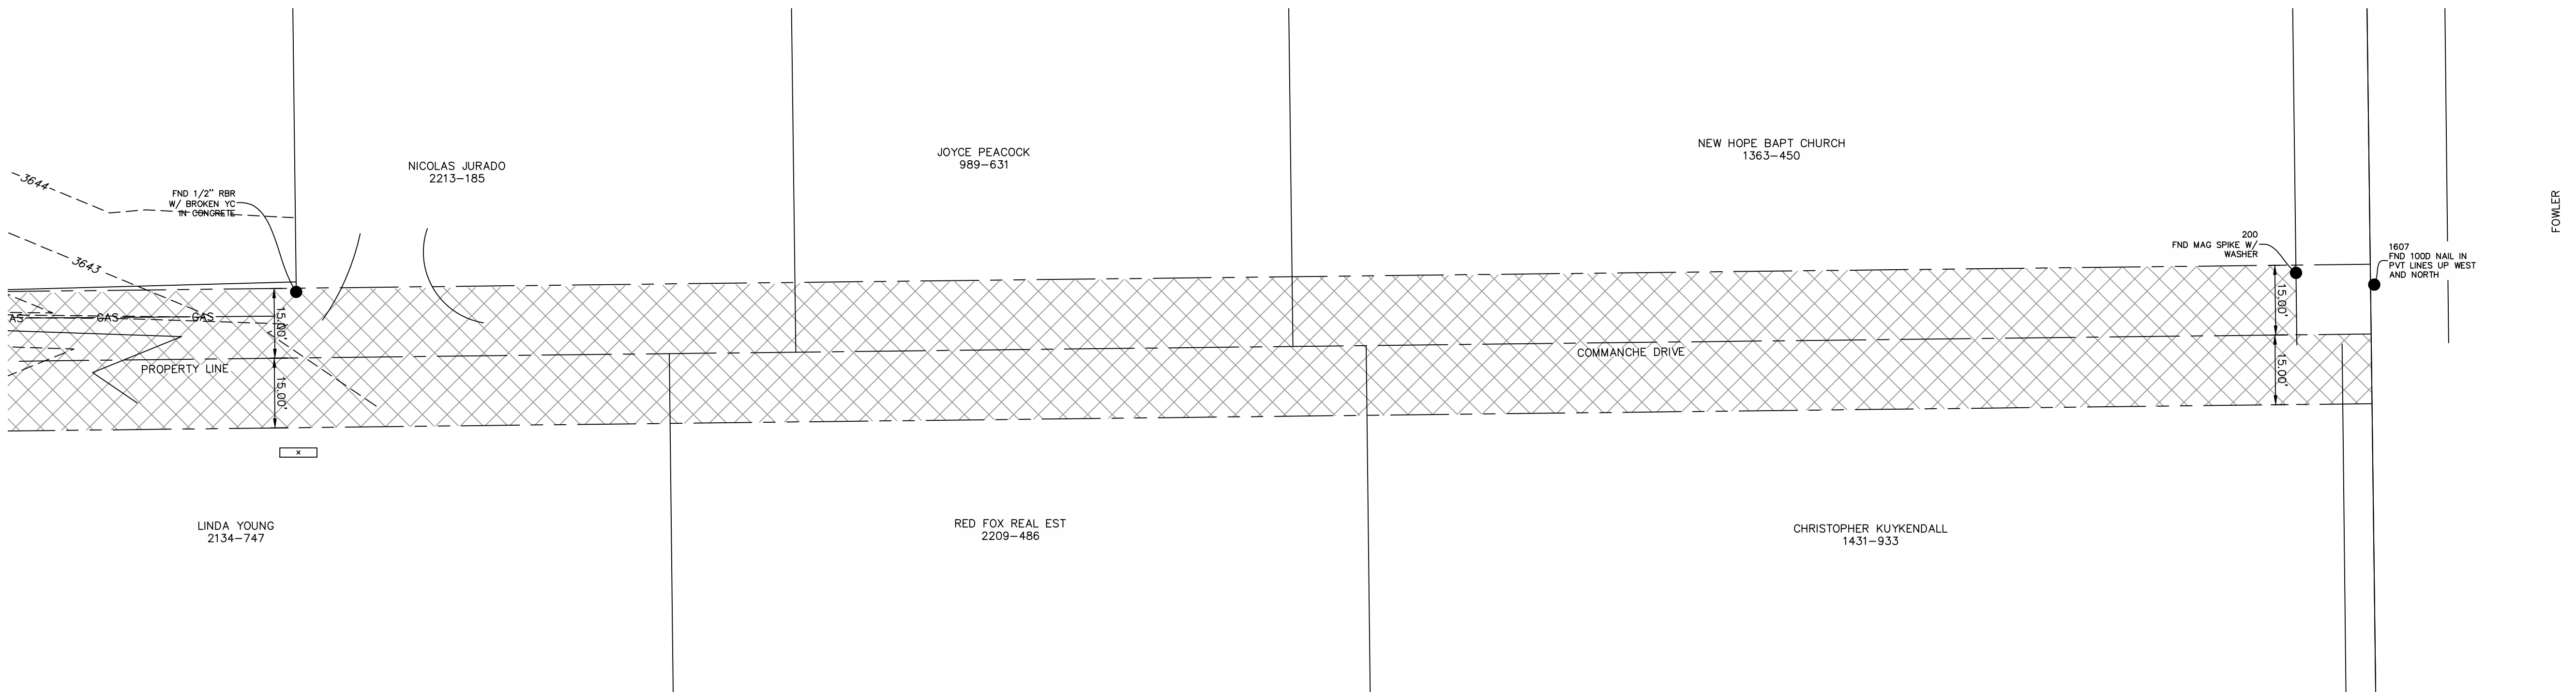 NEW HOPE BAPT CHURCH
1363-450
JOYCE PEACOCK
989-631
NICOLAS JURADO
2213-185
3644
FND 1/2" RBR
W/ BROKEN YC
IN CONCRETE
FOWLER
200
FND MAG SPIKE W/
WASHER
1607
FND 100D NAIL IN
PVT LINES UP WEST
AND NORTH
3643
AS
GAS
GAS
15.00'
15.00'
COMMANCHE DRIVE
PROPERTY LINE
15.00'
15.00'
x
LINDA YOUNG
2134-747
RED FOX REAL EST
2209-486
CHRISTOPHER KUYKENDALL
1431-933